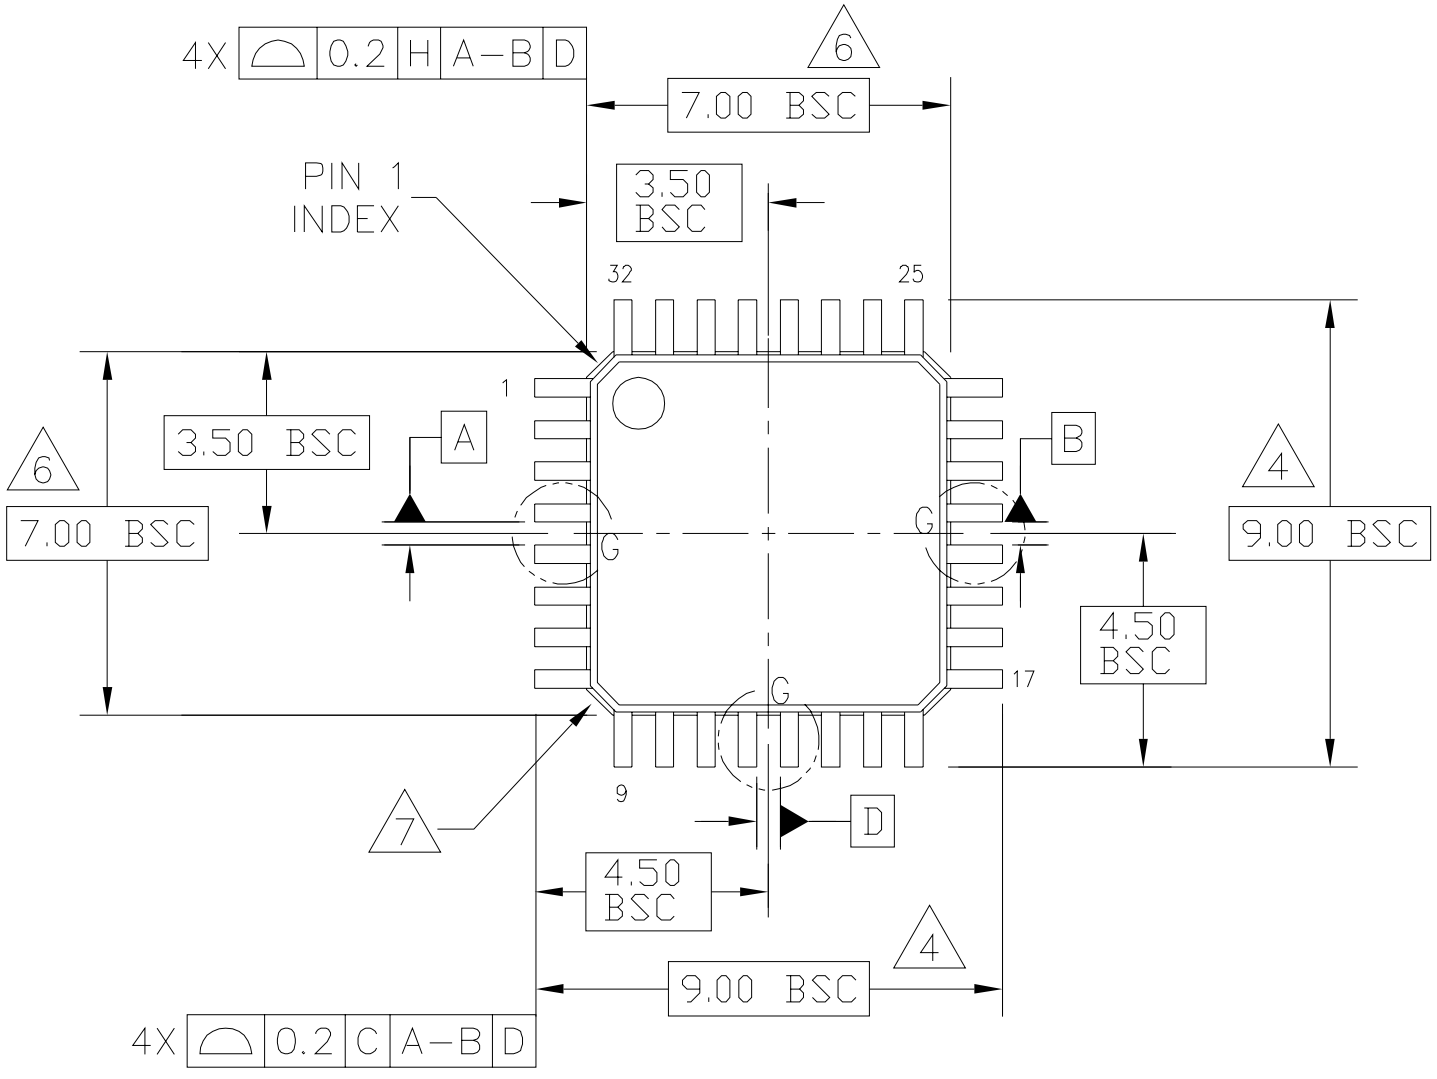 4X 0.2 H A-B D
6
7.00 BSC
PIN 1
INDEX
3.50
BSC
32
25
1
A
B
3.50 BSC
6
7.00 BSC
4
9.00 BSC
G
G
4.50
BSC
17
G
9
7
D
4.50
BSC
4
9.00 BSC
4X 0.2 C A-B D